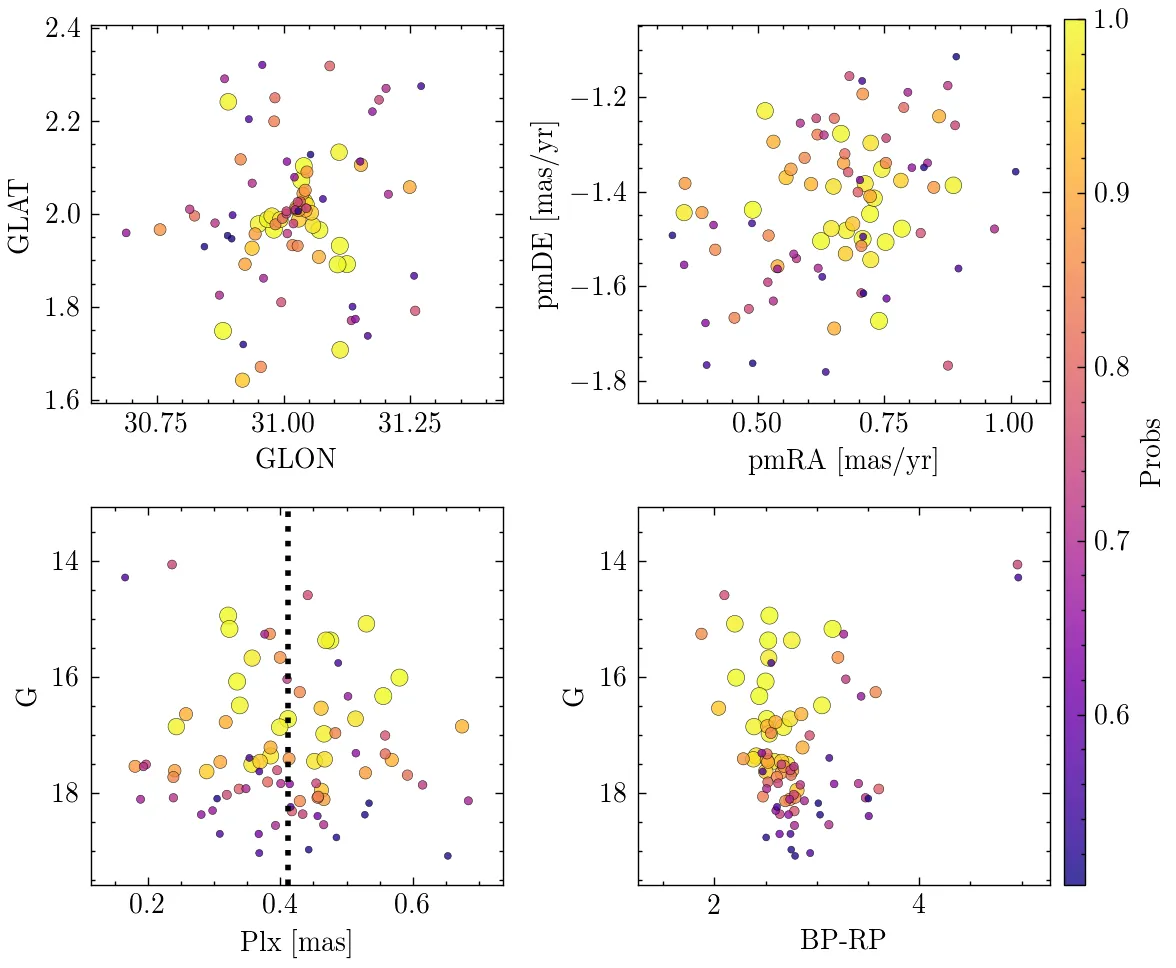 2.4
2.2
2.0
1.8
1.6
GLAT
30.75 31.00 31.25
GLON
−1.2
−1.4
−1.6
−1.8
pmDE [mas/yr]
0.50 0.75 1.00
pmRA [mas/yr]
1.0
0.9
0.8
0.7
0.6
Probs
14
16
18
G
0.2 0.4 0.6
Plx [mas]
14
16
18
G
2 4
BP-RP